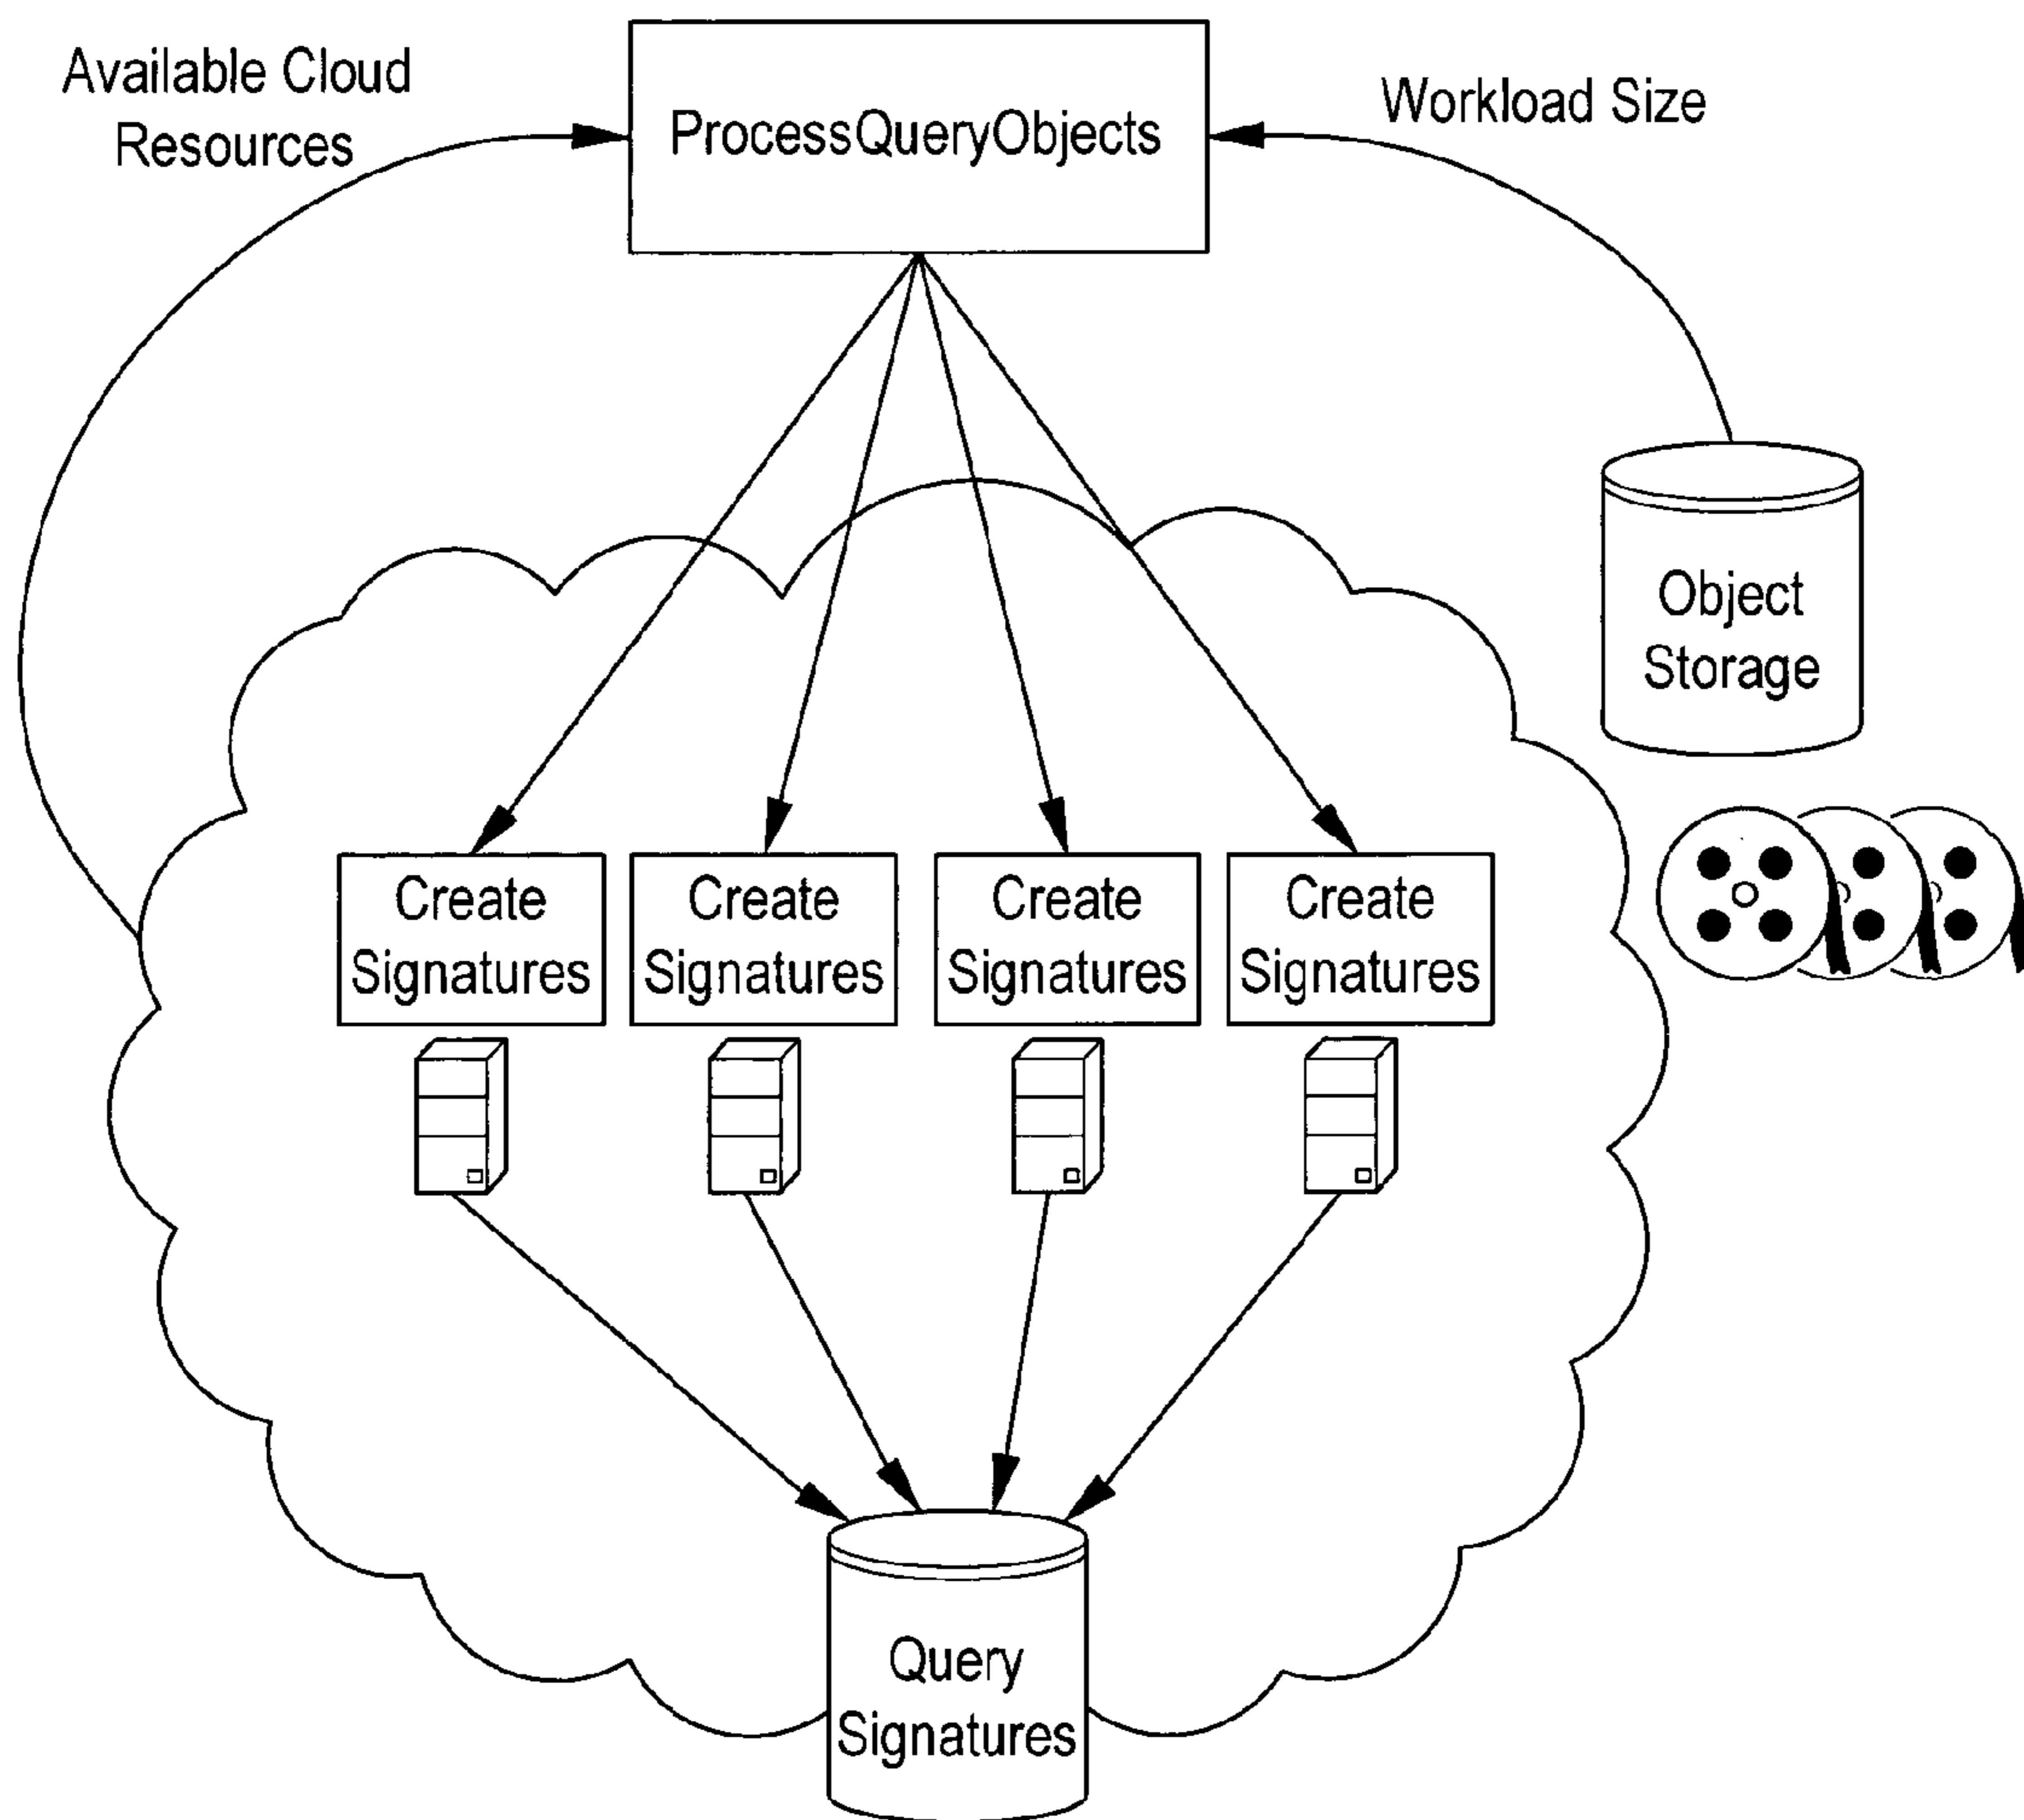 Available Cloud
Resources
ProcessQueryObjects
Workload Size
Object
Storage
Create
Signatures
Create
Signatures
Create
Signatures
Create
Signatures
Query
Signatures